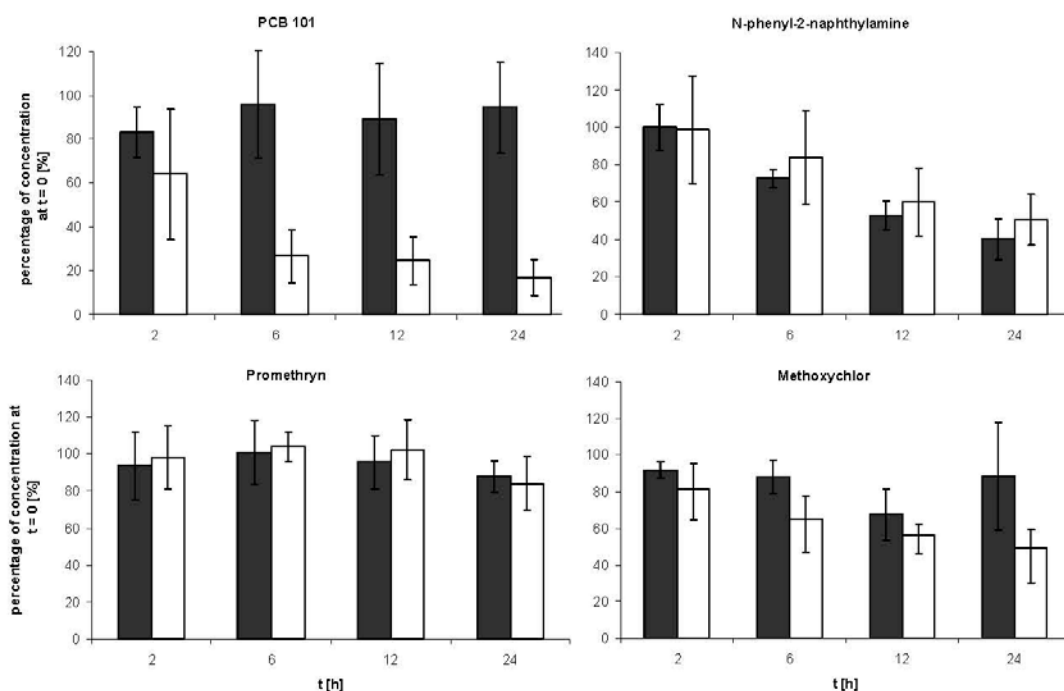 PCB 101
percentage of concentration
at t = 0 [%]
120
100
80
60
40
20
0
2 6 12 24
N-phenyl-2-naphthylamine
140
120
100
80
60
40
20
0
2 6 12 24
Promethryn
percentage of concentration at
t = 0 [%]
140
120
100
80
60
40
20
0
2 6 12 24
t [h]
Methoxychlor
140
120
100
80
60
40
20
0
2 6 12 24
t [h]